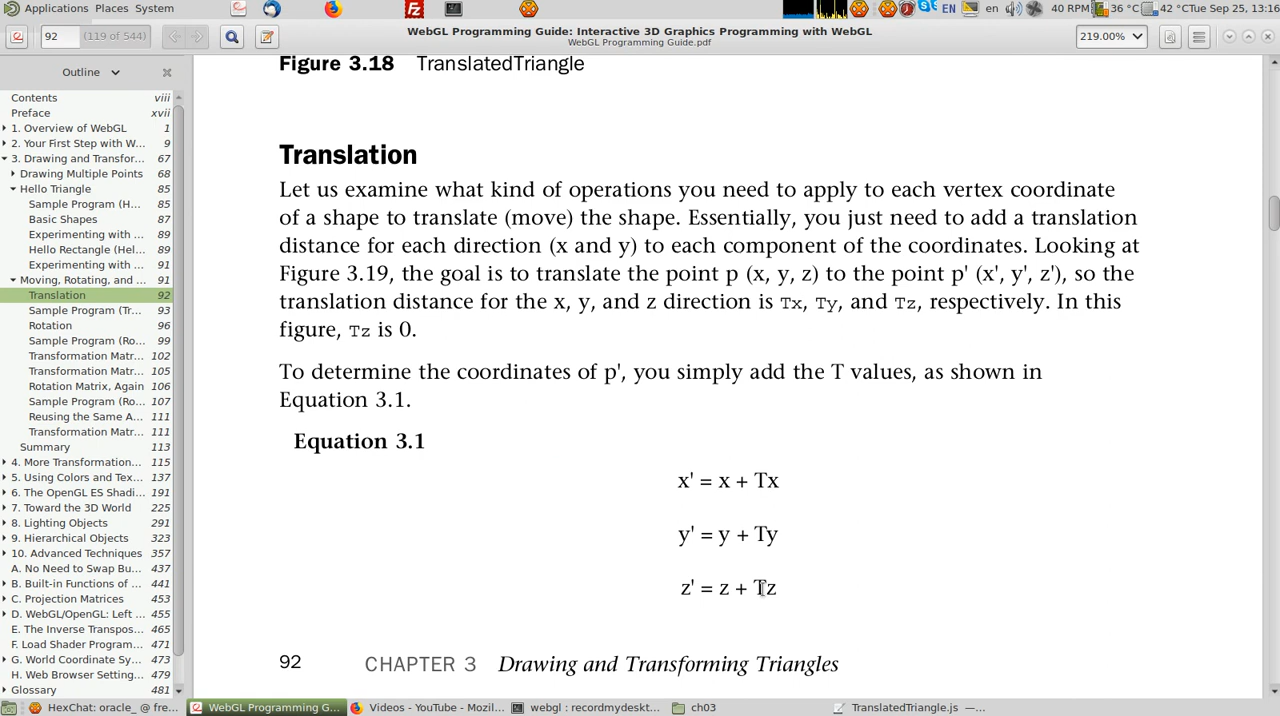 Applications Places System
EN
en
40 RPM
36 °C
42 °C
Tue Sep 25, 13:16
92
(119 of 544)
WebGL Programming Guide: Interactive 3D Graphics Programming with WebGL
WebGL Programming Guide.pdf
219.00%
Outline
Contents viii
Preface xvii
1. Overview of WebGL 1
2. Your First Step with W... 9
3. Drawing and Transfor... 67
Drawing Multiple Points 68
Hello Triangle 85
Sample Program (H... 85
Basic Shapes 87
Experimenting with ... 89
Hello Rectangle (Hel... 89
Experimenting with ... 91
Moving, Rotating, and ... 91
Translation 92
Sample Program (Tr... 93
Rotation 96
Sample Program (Ro... 99
Transformation Matr... 102
Transformation Matr... 105
Rotation Matrix, Again 106
Sample Program (Ro... 107
Reusing the Same A... 111
Transformation Matr... 111
Summary 113
4. More Transformation... 115
5. Using Colors and Tex... 137
6. The OpenGL ES Shadi... 191
7. Toward the 3D World 225
8. Lighting Objects 291
9. Hierarchical Objects 323
10. Advanced Techniques 357
A. No Need to Swap Bu... 437
B. Built-in Functions of ... 441
C. Projection Matrices 453
D. WebGL/OpenGL: Left ... 455
E. The Inverse Transpos... 465
F. Load Shader Program... 471
G. World Coordinate Sy... 473
H. Web Browser Setting... 479
Glossary 481
Figure 3.18 TranslatedTriangle
Translation
Let us examine what kind of operations you need to apply to each vertex coordinate
of a shape to translate (move) the shape. Essentially, you just need to add a translation
distance for each direction (x and y) to each component of the coordinates. Looking at
Figure 3.19, the goal is to translate the point p (x, y, z) to the point p' (x', y', z'), so the
translation distance for the x, y, and z direction is Tx, Ty, and Tz, respectively. In this
figure, Tz is 0.
To determine the coordinates of p', you simply add the T values, as shown in
Equation 3.1.
Equation 3.1
x' = x + Tx
y' = y + Ty
z' = z + Tz
92 CHAPTER 3 Drawing and Transforming Triangles
HexChat: oracle_ @ fre...
WebGL Programming G...
Videos - YouTube - Mozil...
webgl : recordmydeskt...
ch03
TranslatedTriangle.js —...